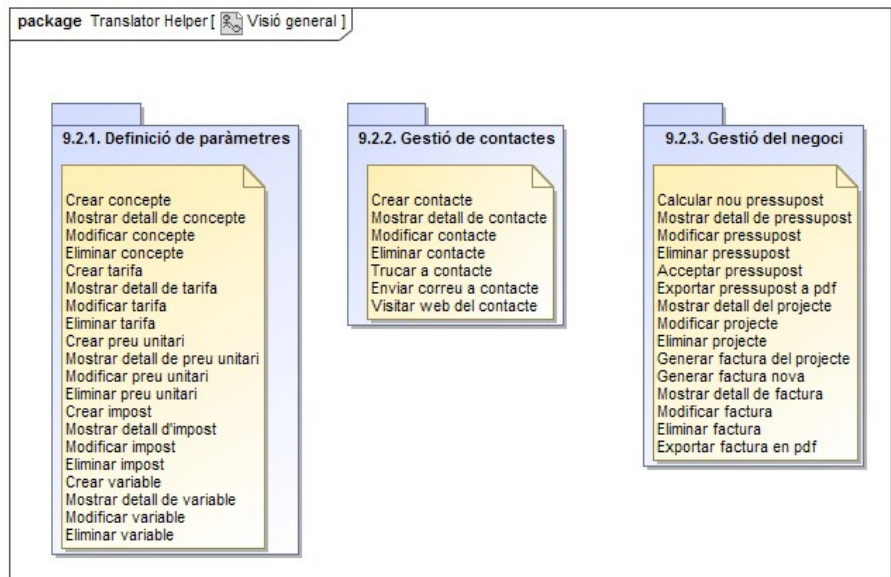 package Translator Helper [ Visió general ]
9.2.1. Definició de paràmetres
Crear concepte
Mostrar detall de concepte
Modificar concepte
Eliminar concepte
Crear tarifa
Mostrar detall de tarifa
Modificar tarifa
Eliminar tarifa
Crear preu unitari
Mostrar detall de preu unitari
Modificar preu unitari
Eliminar preu unitari
Crear impost
Mostrar detall d'impost
Modificar impost
Eliminar impost
Crear variable
Mostrar detall de variable
Modificar variable
Eliminar variable
9.2.2. Gestió de contactes
Crear contacte
Mostrar detall de contacte
Modificar contacte
Eliminar contacte
Trucar a contacte
Enviar correu a contacte
Visitar web del contacte
9.2.3. Gestió del negoci
Calcular nou pressupost
Mostrar detall de pressupost
Modificar pressupost
Eliminar pressupost
Acceptar pressupost
Exportar pressupost a pdf
Mostrar detall del projecte
Modificar projecte
Eliminar projecte
Generar factura del projecte
Generar factura nova
Mostrar detall de factura
Modificar factura
Eliminar factura
Exportar factura en pdf